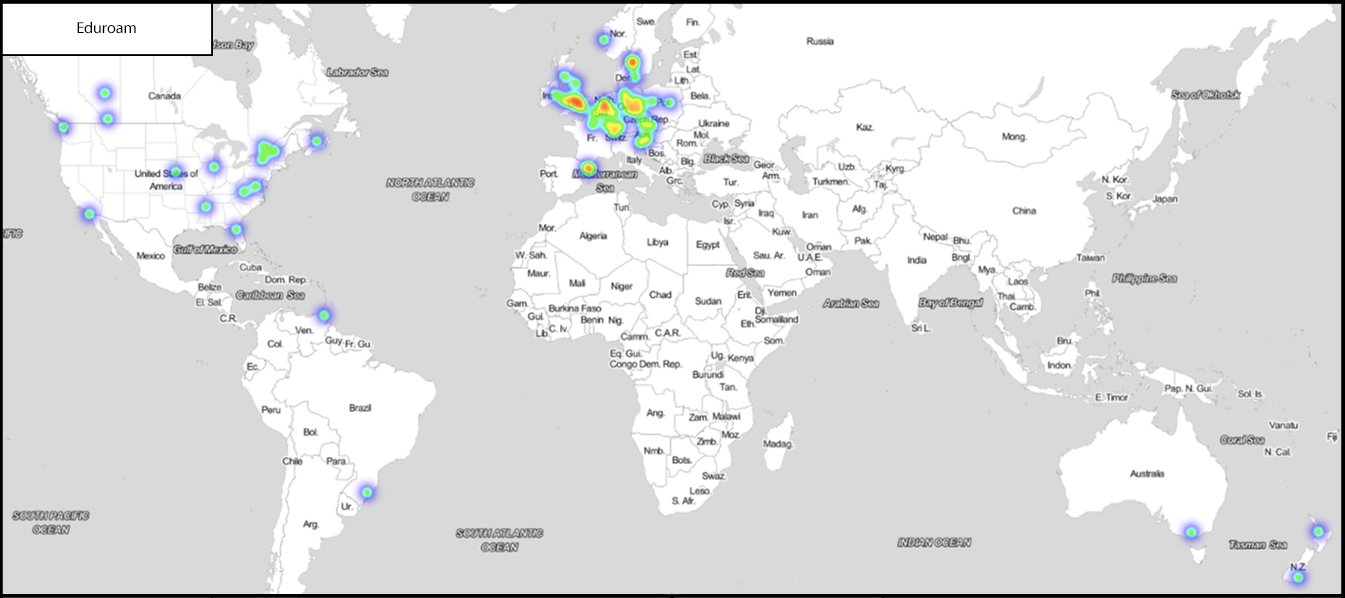 Eduroam
Swe.
Fin.
Nor.
Russia
dson Bay
Labrador Sea
Canada
Est.
Lat.
Lith.
Den
Bela.
Sea of Okhotsk
Ir
Neth.
Po
Czech Rep.
Ukraine
Mol.
Kaz.
Mong.
Fr.
Switz.
Aus
Rom.
Bos.
Italy
Big.
Black Sea
Geor.
Arm.
Uzb.
Kyrg.
United States of
America
Port.
Mediterranean
Sea
Alb.
Grc.
Tur.
Turkmen.
Taj.
N. Kor.
S. Kor.
Japan
NORTH ATLANTIC
OCEAN
Tun.
Cyp.
Syria
Isr.
Iraq
Iran
Afg.
China
IFIC
Mor.
Algeria
Libya
Egypt
Kuw.
Pak.
Nepal
Bhu.
Mexico
Gulf of Mexico
W. Sah.
Sau. Ar.
Oman
U.A.E.
India
Bngl.
Taiwan
Cuba
Maur.
Red Sea
Oman
Mya.
Philippine Sea
Belize
Dom. Rep.
Mali
Niger
Chad
Sudan
Erit.
Yemen
Laos
El. Sal.
Caribbean Sea
Gam.
Arabian Sea
Bay of Bengal
Thai.
Camb.
Phil.
C.R.
Gui.
Burkina Faso
Benin
Nig.
Dj.
Somaliland
Ven.
Lib.
C. Iv.
Camm.
C.A.R.
Eth.
Sri L.
Col.
Guy.
Fr. Gu.
Som.
Bru.
Ec.
Eq. Gui.
Congo Dem. Rep.
Ug.
Kenya
Indon.
Burundi
Tan.
Pap. N. Gui.
Sol. Is.
E. Timor
Peru
Brazil
Ang.
Zam.
Malawi
Vanatu
Bol.
Moz.
Zimb.
Madag.
Coral Sea
Fiji
Nmb.
Bots.
N. Cal.
Chile
Para.
Swaz.
Australia
Leso.
S. Afr.
Ur.
SOUTH PACIFIC
OCEAN
Arg.
SOUTH ATLANTIC
OCEAN
INDIAN OCEAN
Tasman Sea
N.Z.